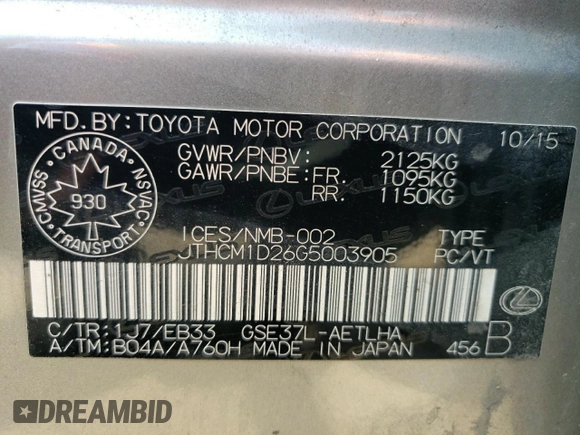 MFD.BY:TOYOTA MOTOR CORPORATION 10/15
GVWR/PNBV: 2125KG
GAWR/PNBE:FR. 1095KG
RR. 1150KG
CANADA
CMVSS NSVAC
930
TRANSPORT
ICES/NMB-002 TYPE
JTHCM1D26G5003905 PC/VT
C/TR:1J7/EB33 GSE37L-AETLHA
A/TM:B04A/A760H MADE IN JAPAN 456 B
DREAMBID